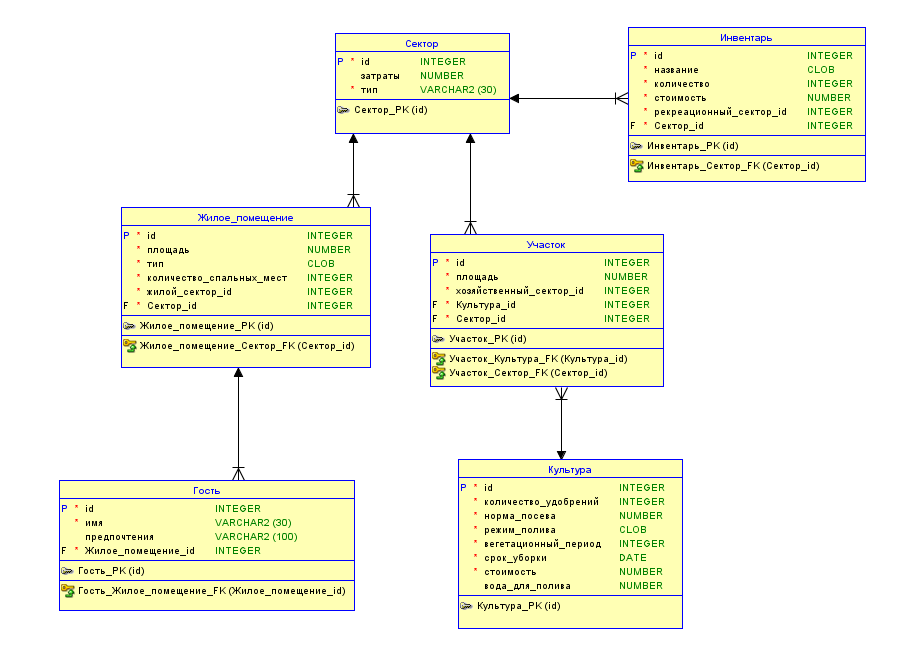 Сектор
P * id INTEGER
затраты NUMBER
* тип VARCHAR2 (30)
Сектор_PK (id)
Инвентарь
P * id INTEGER
* название CLOB
* количество INTEGER
* стоимость NUMBER
* рекреационный_сектор_id INTEGER
F * Сектор_id INTEGER
Инвентарь_PK (id)
Инвентарь_Сектор_FK (Сектор_id)
Жилое_помещение
P * id INTEGER
* площадь NUMBER
* тип CLOB
* количество_спальных_мест INTEGER
* жилой_сектор_id INTEGER
F * Сектор_id INTEGER
Жилое_помещение_PK (id)
Жилое_помещение_Сектор_FK (Сектор_id)
Участок
P * id INTEGER
* площадь NUMBER
* хозяйственный_сектор_id INTEGER
F * Культура_id INTEGER
F * Сектор_id INTEGER
Участок_PK (id)
Участок_Культура_FK (Культура_id)
Участок_Сектор_FK (Сектор_id)
Гость
P * id INTEGER
* имя VARCHAR2 (30)
предпочтения VARCHAR2 (100)
F * Жилое_помещение_id INTEGER
Гость_PK (id)
Гость_Жилое_помещение_FK (Жилое_помещение_id)
Культура
P * id INTEGER
* количество_удобрений INTEGER
* норма_посева NUMBER
* режим_полива CLOB
* вегетационный_период INTEGER
* срок_уборки DATE
* стоимость NUMBER
вода_для_полива NUMBER
Культура_PK (id)